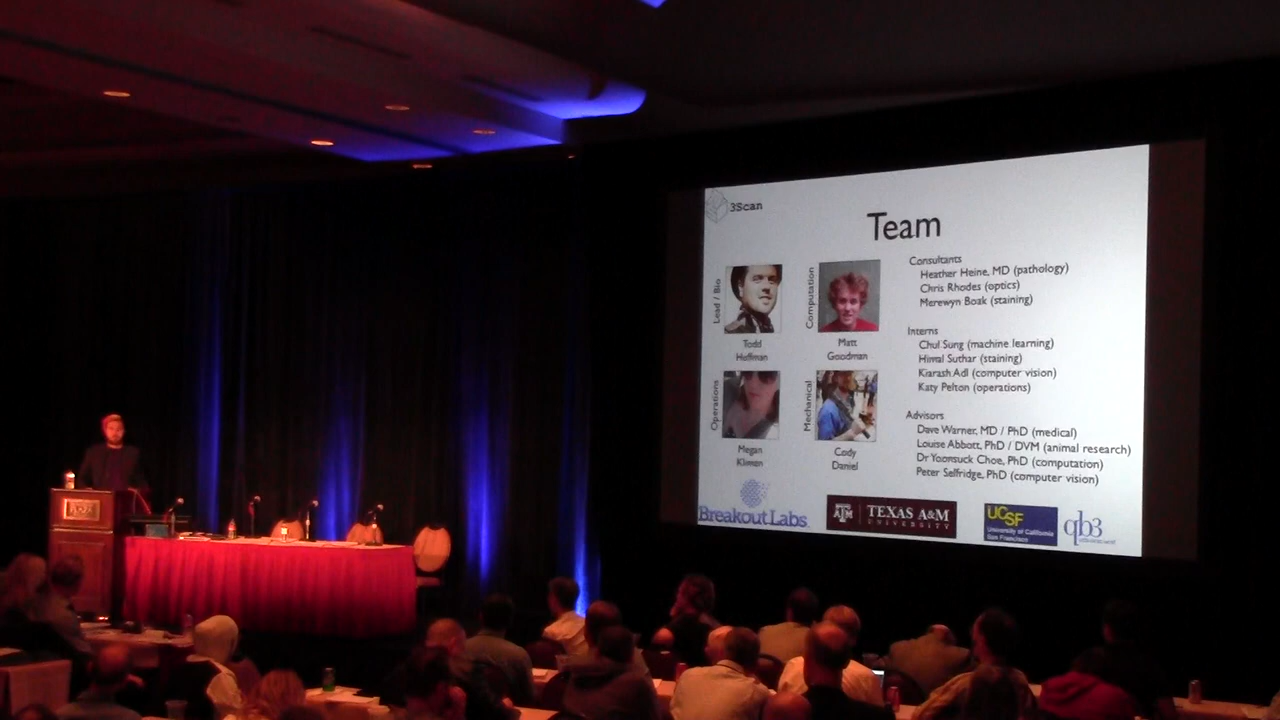 3Scan
Team
Lead / Bio
Todd
Hoffman
Computation
Matt
Goodman
Operations
Megan
Klimen
Mechanical
Cody
Daniel
Consultants
Heather Heine, MD (pathology)
Chris Rhodes (optics)
Merewyn Boak (staining)
Interns
Chul Sung (machine learning)
Himal Suthar (staining)
Kiarash Adl (computer vision)
Katy Pelton (operations)
Advisors
Dave Warner, MD / PhD (medical)
Louise Abbott, PhD / DVM (animal research)
Dr Yoonsuck Choe, PhD (computation)
Peter Selfridge, PhD (computer vision)
Breakout Labs
ATM TEXAS A&M
UNIVERSITY
UCSF
University of California
San Francisco
qb3